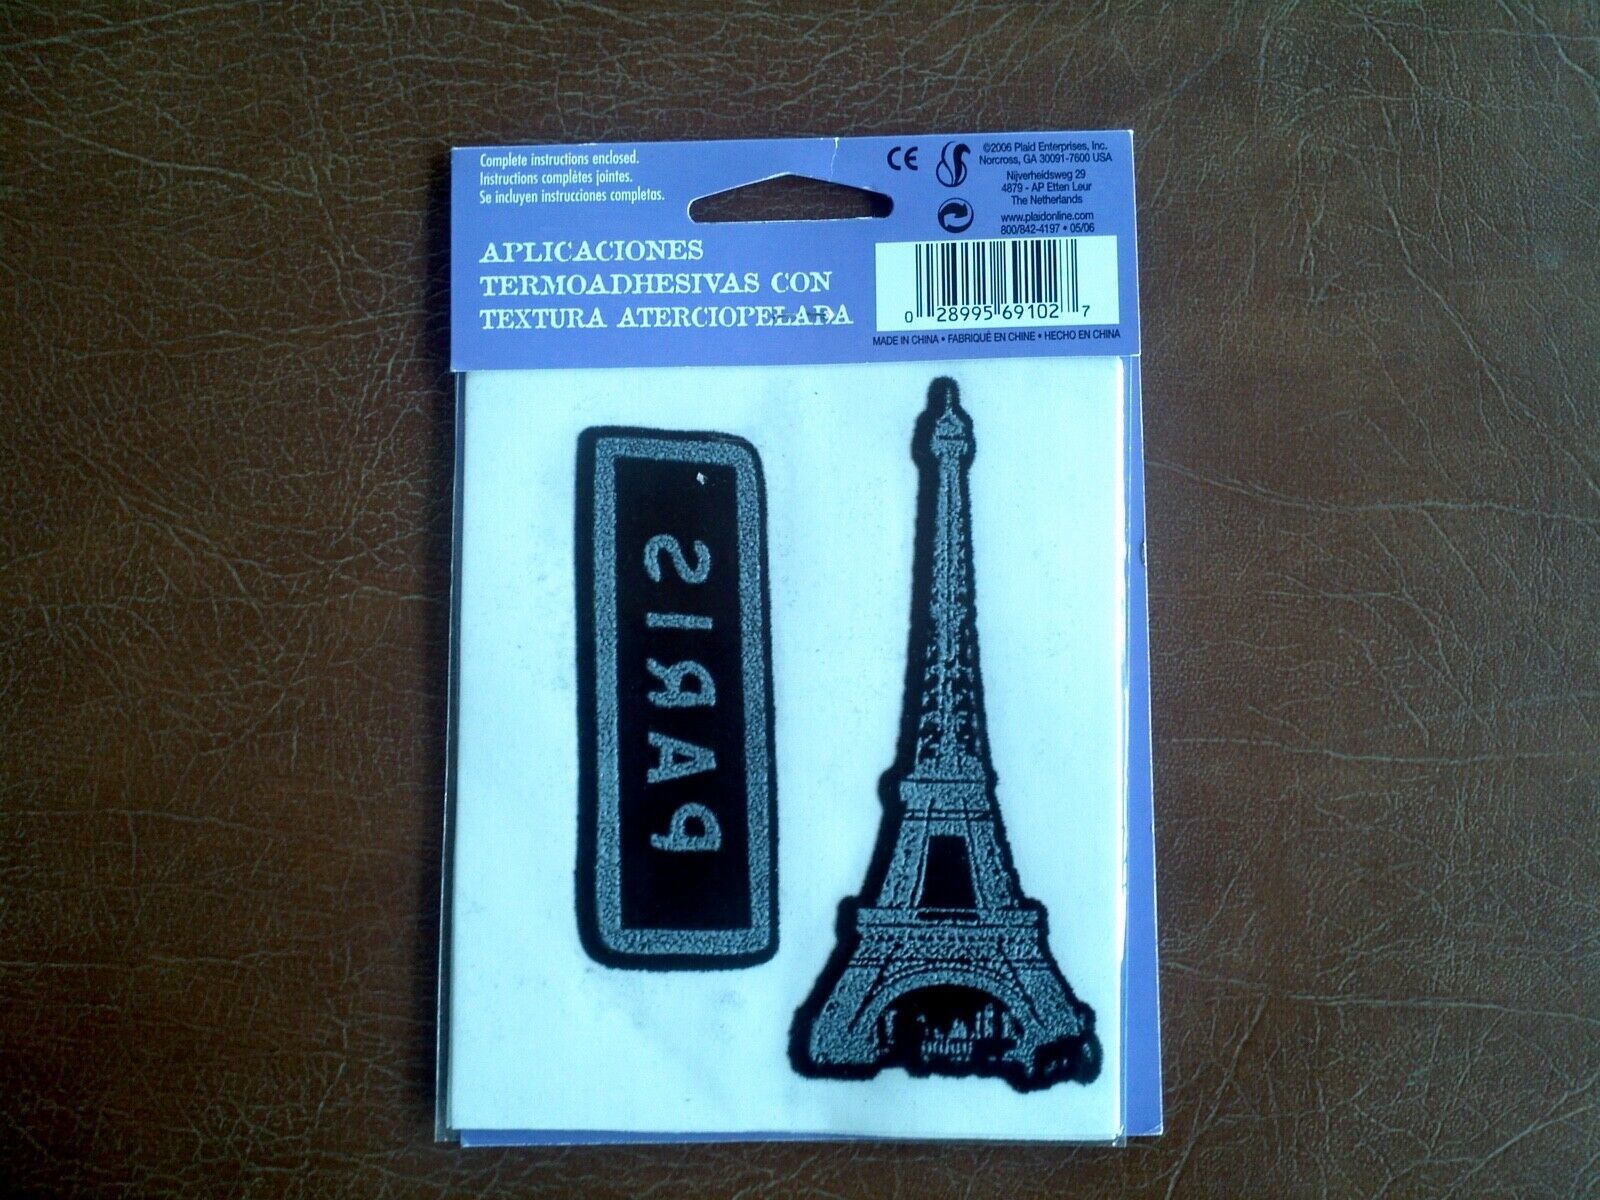 Complete instructions enclosed.
Instructions complètes jointes.
Se incluyen instrucciones completas.
APLICACIONES
TERMOADHESIVAS CON
TEXTURA ATERCIOPELADA
CE
©2006 Plaid Enterprises, Inc.
Norcross, GA 30091-7600 USA
Nijverheidsweg 29
4879 - AP Etten Leur
The Netherlands
www.plaidonline.com
800/842-4197 • 05/06
0 28995 69102 7
MADE IN CHINA • FABRIQUÉ EN CHINE • HECHO EN CHINA
PARIS